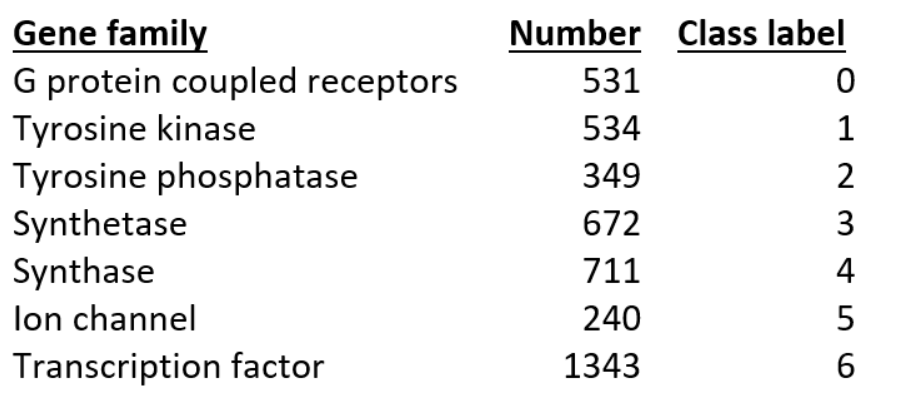 Gene family Number Class label
G protein coupled receptors 531 0
Tyrosine kinase 534 1
Tyrosine phosphatase 349 2
Synthetase 672 3
Synthase 711 4
Ion channel 240 5
Transcription factor 1343 6